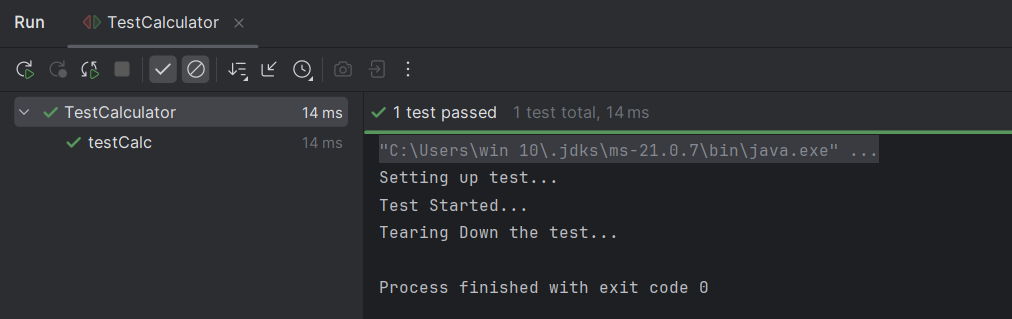 Run TestCalculator ×
TestCalculator 14 ms
testCalc 14 ms
1 test passed 1 test total, 14 ms
"C:\Users\win 10\.jdks\ms-21.0.7\bin\java.exe" ...
Setting up test...
Test Started...
Tearing Down the test...
Process finished with exit code 0